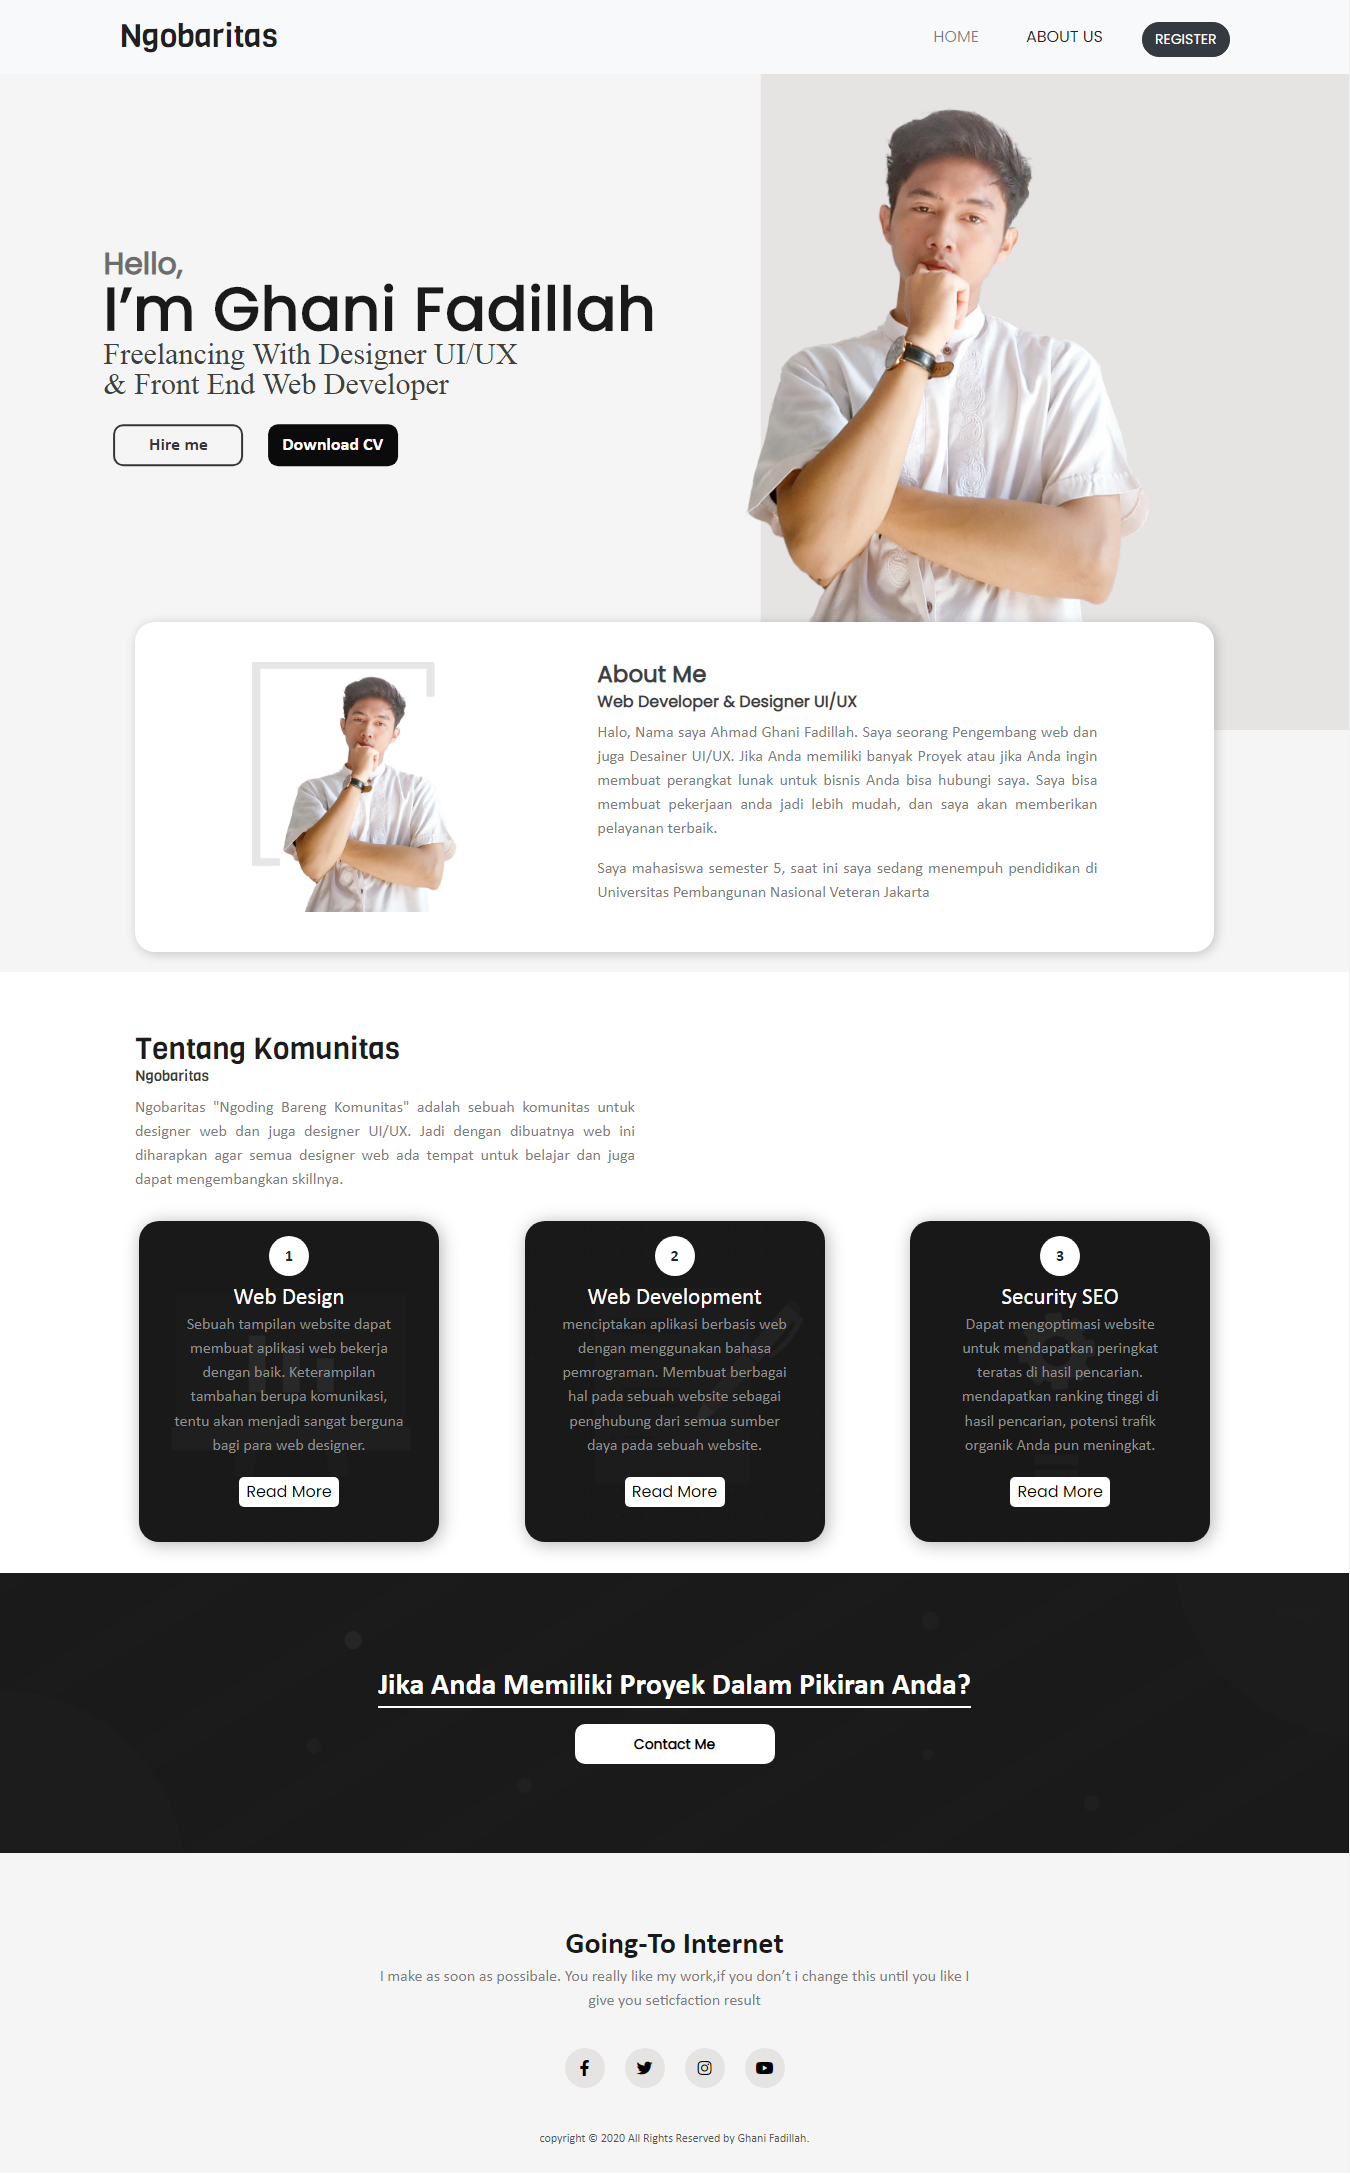 Ngobaritas
HOME
ABOUT US
REGISTER
Hello,
I’m Ghani Fadillah
Freelancing With Designer UI/UX
& Front End Web Developer
Hire me
Download CV
About Me
Web Developer & Designer UI/UX
Halo, Nama saya Ahmad Ghani Fadillah. Saya seorang Pengembang web dan
juga Desainer UI/UX. Jika Anda memiliki banyak Proyek atau jika Anda ingin
membuat perangkat lunak untuk bisnis Anda bisa hubungi saya. Saya bisa
membuat pekerjaan anda jadi lebih mudah, dan saya akan memberikan
pelayanan terbaik.
Saya mahasiswa semester 5, saat ini saya sedang menempuh pendidikan di
Universitas Pembangunan Nasional Veteran Jakarta
Tentang Komunitas
Ngobaritas
Ngobaritas "Ngoding Bareng Komunitas" adalah sebuah komunitas untuk
designer web dan juga designer UI/UX. Jadi dengan dibuatnya web ini
diharapkan agar semua designer web ada tempat untuk belajar dan juga
dapat mengembangkan skillnya.
1
Web Design
Sebuah tampilan website dapat
membuat aplikasi web bekerja
dengan baik. Keterampilan
tambahan berupa komunikasi,
tentu akan menjadi sangat berguna
bagi para web designer.
Read More
2
Web Development
menciptakan aplikasi berbasis web
dengan menggunakan bahasa
pemrograman. Membuat berbagai
hal pada sebuah website sebagai
penghubung dari semua sumber
daya pada sebuah website.
Read More
3
Security SEO
Dapat mengoptimasi website
untuk mendapatkan peringkat
teratas di hasil pencarian.
mendapatkan ranking tinggi di
hasil pencarian, potensi trafik
organik Anda pun meningkat.
Read More
Jika Anda Memiliki Proyek Dalam Pikiran Anda?
Contact Me
Going-To Internet
I make as soon as possibale. You really like my work,if you don’t i change this until you like I
give you seticfaction result
copyright © 2020 All Rights Reserved by Ghani Fadillah.